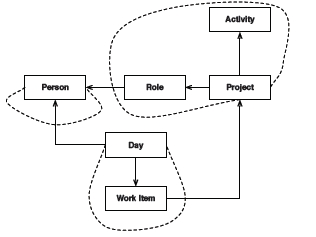 Activity
Person
Role
Project
Day
Work Item